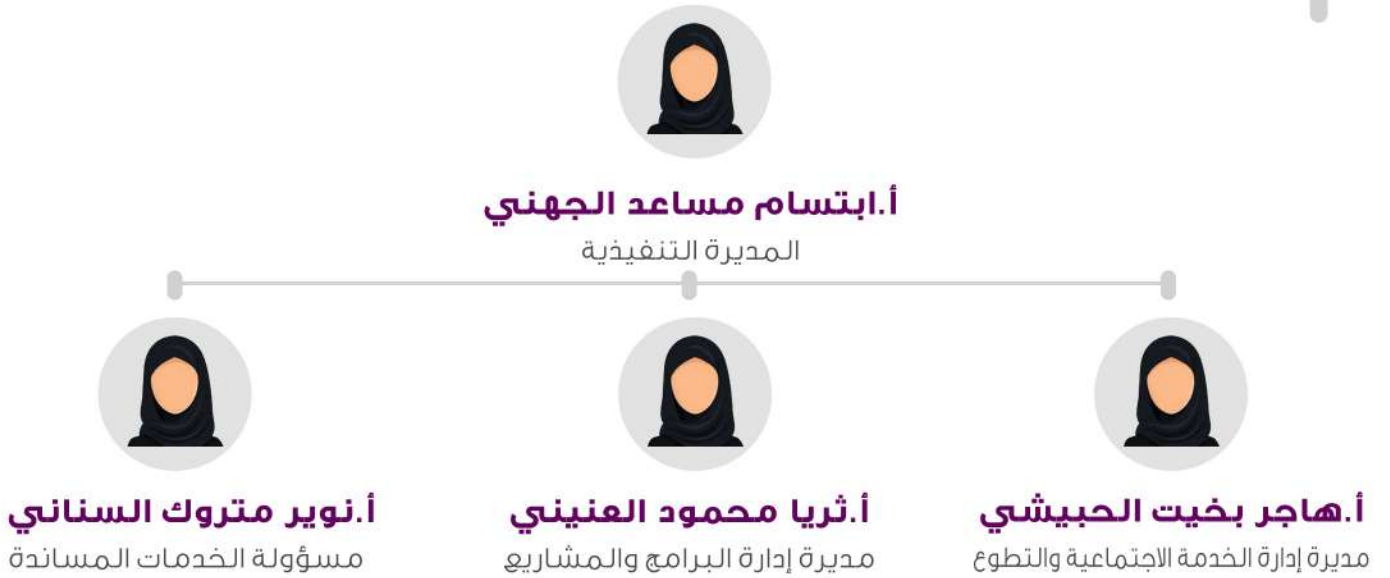 أ.ابتسام مساعد الجهني
المديرة التنفيذية
أ.هاجر بخيت الحبيشي
مديرة إدارة الخدمة الاجتماعية والتطوع
أ.ثريا محمود العنيني
مديرة إدارة البرامج والمشاريع
أ.نوير متروك السناني
مسؤولة الخدمات المساندة